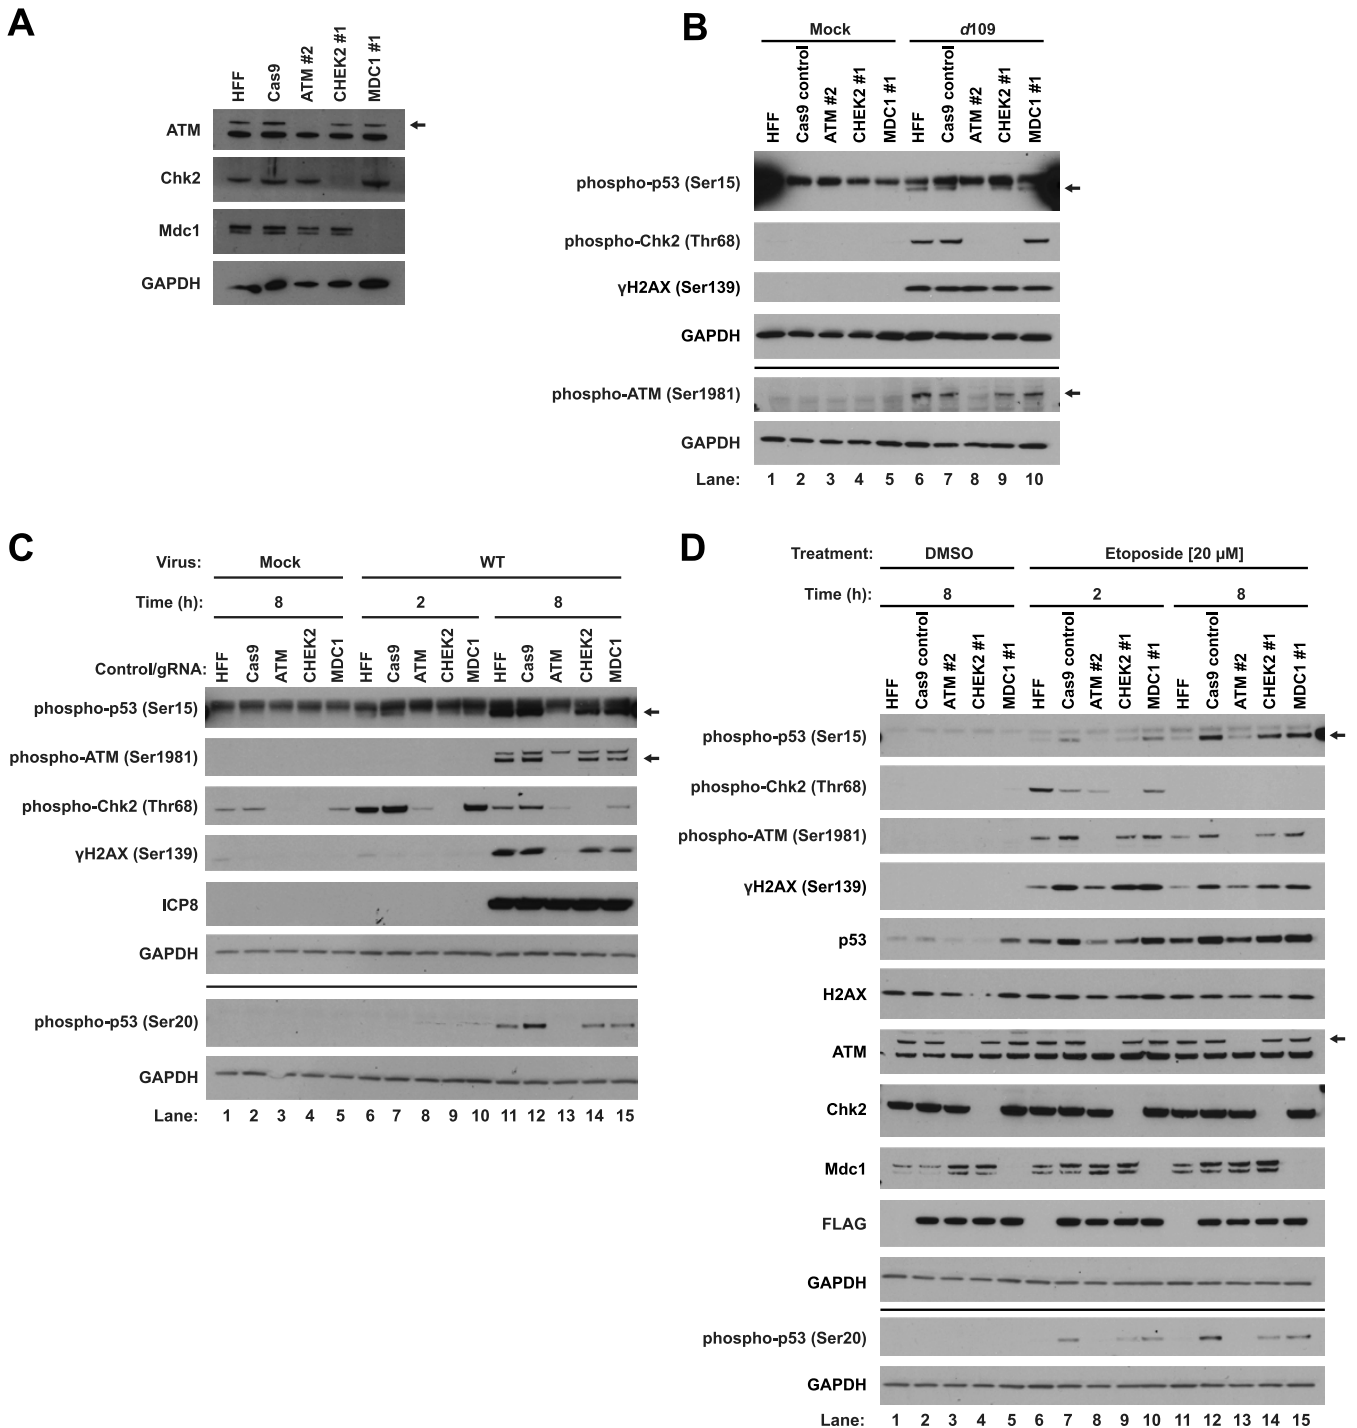 A
HFF
Cas9
ATM #2
CHEK2 #1
MDC1 #1
ATM
Chk2
Mdc1
GAPDH
B
Mock
d109
HFF
Cas9 control
ATM #2
CHEK2 #1
MDC1 #1
HFF
Cas9 control
ATM #2
CHEK2 #1
MDC1 #1
phospho-p53 (Ser15)
phospho-Chk2 (Thr68)
γH2AX (Ser139)
GAPDH
phospho-ATM (Ser1981)
GAPDH
Lane: 1 2 3 4 5 6 7 8 9 10
C
Virus: Mock WT
Time (h): 8 2 8
Control/gRNA: HFF Cas9 ATM CHEK2 MDC1 HFF Cas9 ATM CHEK2 MDC1 HFF Cas9 ATM CHEK2 MDC1
phospho-p53 (Ser15)
phospho-ATM (Ser1981)
phospho-Chk2 (Thr68)
γH2AX (Ser139)
ICP8
GAPDH
phospho-p53 (Ser20)
GAPDH
Lane: 1 2 3 4 5 6 7 8 9 10 11 12 13 14 15
D
Treatment: DMSO Etoposide [20 µM]
Time (h): 8 2 8
HFF
Cas9 control
ATM #2
CHEK2 #1
MDC1 #1
HFF
Cas9 control
ATM #2
CHEK2 #1
MDC1 #1
HFF
Cas9 control
ATM #2
CHEK2 #1
MDC1 #1
phospho-p53 (Ser15)
phospho-Chk2 (Thr68)
phospho-ATM (Ser1981)
γH2AX (Ser139)
p53
H2AX
ATM
Chk2
Mdc1
FLAG
GAPDH
phospho-p53 (Ser20)
GAPDH
Lane: 1 2 3 4 5 6 7 8 9 10 11 12 13 14 15